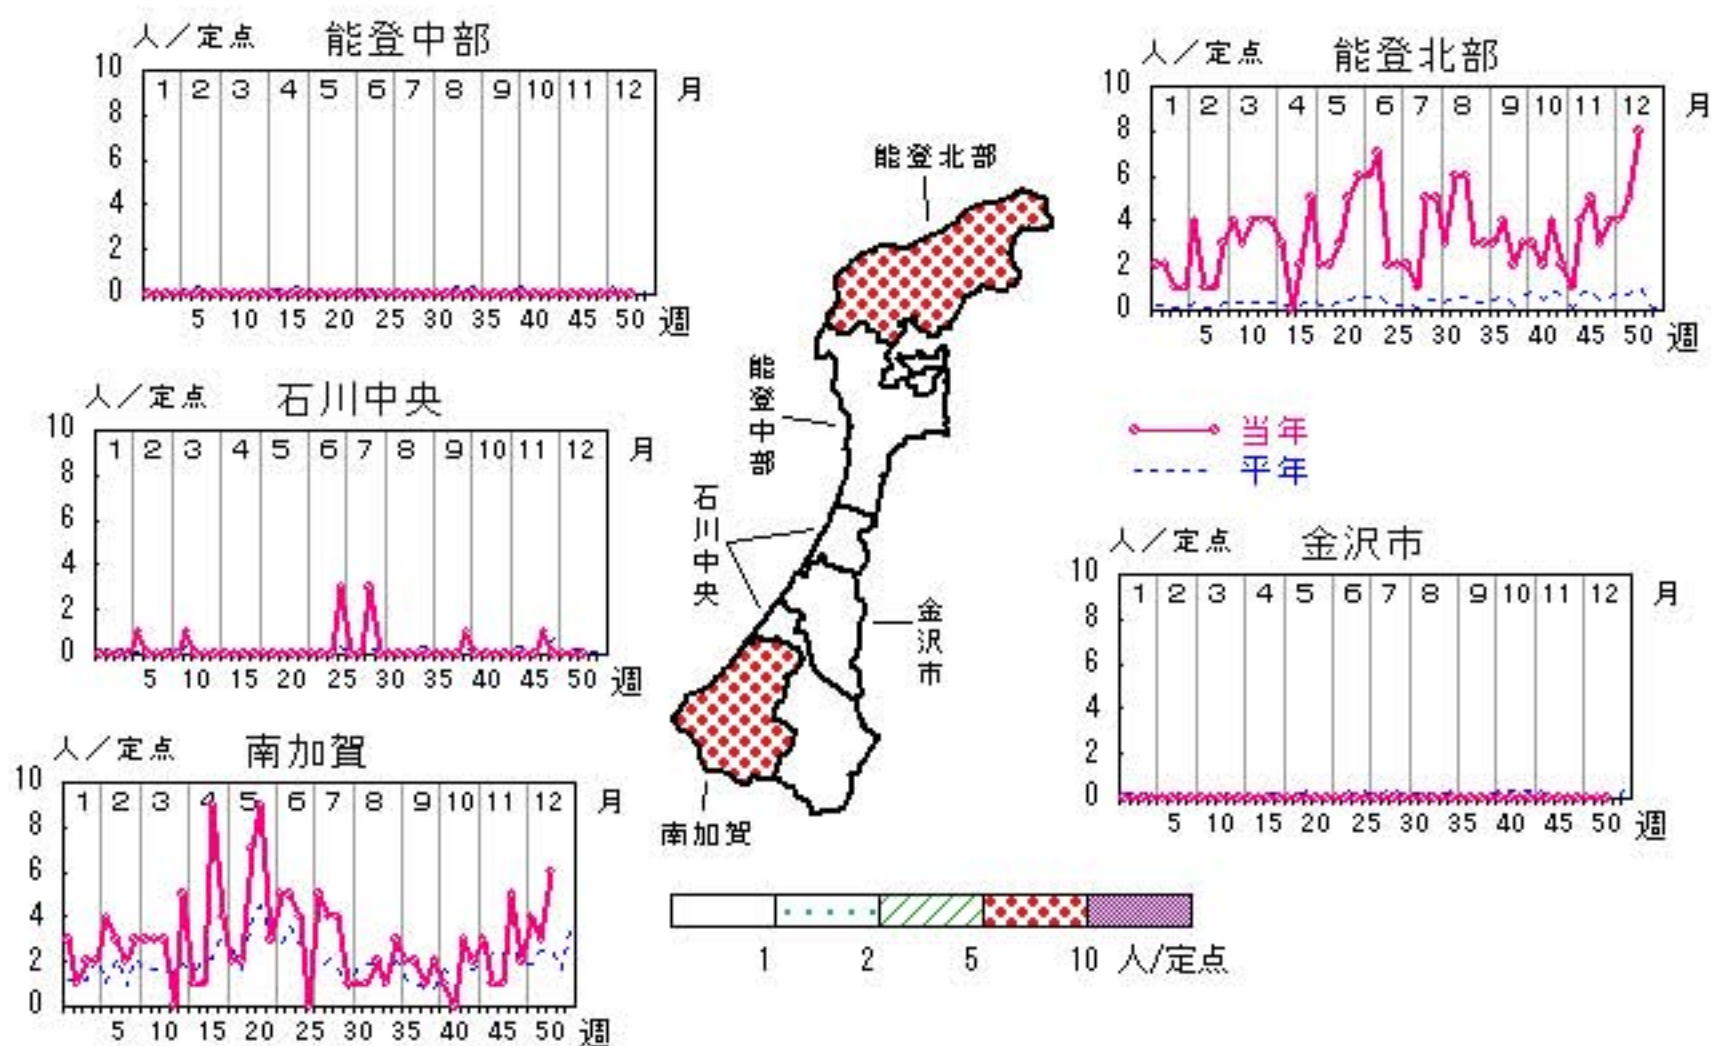 人／定点 能登中部
10 8 6 4 2 0
1 2 3 4 5 6 7 8 9 10 11 12 月
5 10 15 20 25 30 35 40 45 50 週
人／定点 能登北部
10 8 6 4 2 0
1 2 3 4 5 6 7 8 9 10 11 12 月
5 10 15 20 25 30 35 40 45 50 週
人／定点 石川中央
10 8 6 4 2 0
1 2 3 4 5 6 7 8 9 10 11 12 月
5 10 15 20 25 30 35 40 45 50 週
当年
平年
人／定点 金沢市
10 8 6 4 2 0
1 2 3 4 5 6 7 8 9 10 11 12 月
5 10 15 20 25 30 35 40 45 50 週
人／定点 南加賀
10 8 6 4 2 0
1 2 3 4 5 6 7 8 9 10 11 12 月
5 10 15 20 25 30 35 40 45 50 週
能登北部
能登中部
石川中央
金沢市
南加賀
1 2 5 10 人/定点